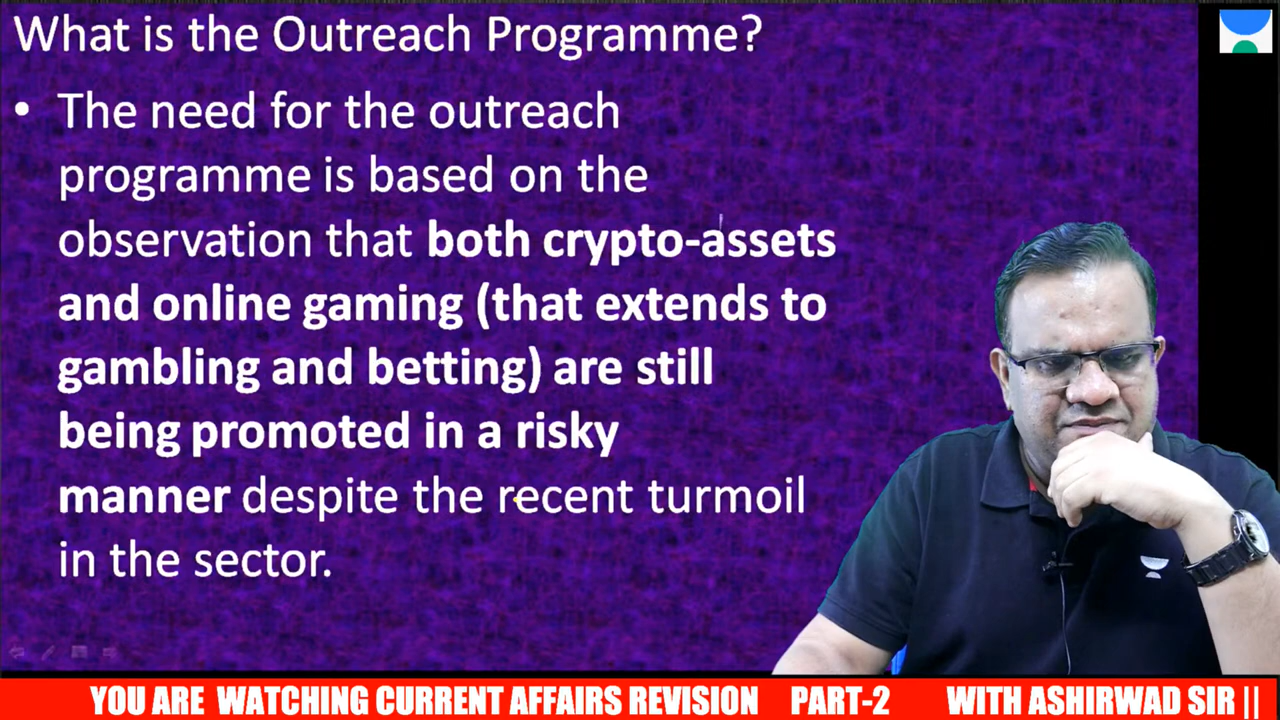 What is the Outreach Programme?
• The need for the outreach
programme is based on the
observation that both crypto-assets
and online gaming (that extends to
gambling and betting) are still
being promoted in a risky
manner despite the recent turmoil
in the sector.
YOU ARE WATCHING CURRENT AFFAIRS REVISION PART-2 WITH ASHIRWAD SIR ||